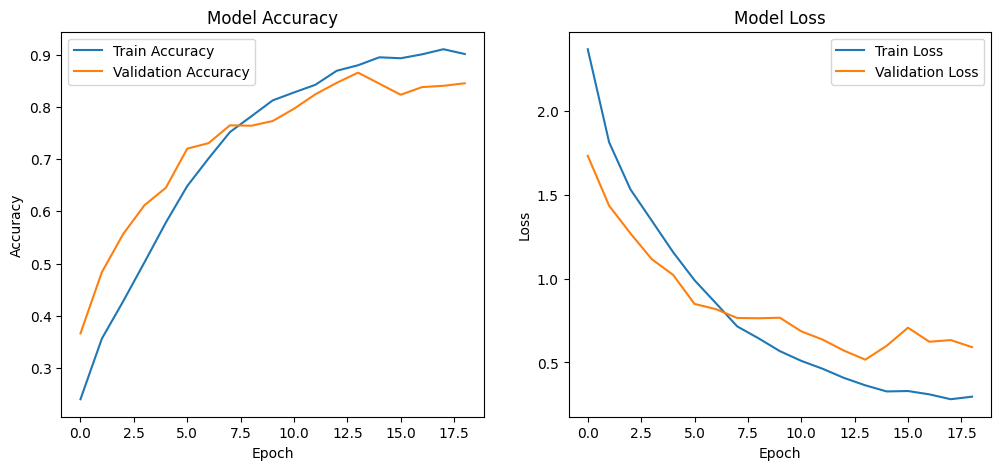 Model Accuracy
Train Accuracy
Validation Accuracy
0.9
0.8
0.7
0.6
0.5
0.4
0.3
Accuracy
0.0 2.5 5.0 7.5 10.0 12.5 15.0 17.5
Epoch
Model Loss
Train Loss
Validation Loss
2.0
1.5
1.0
0.5
Loss
0.0 2.5 5.0 7.5 10.0 12.5 15.0 17.5
Epoch